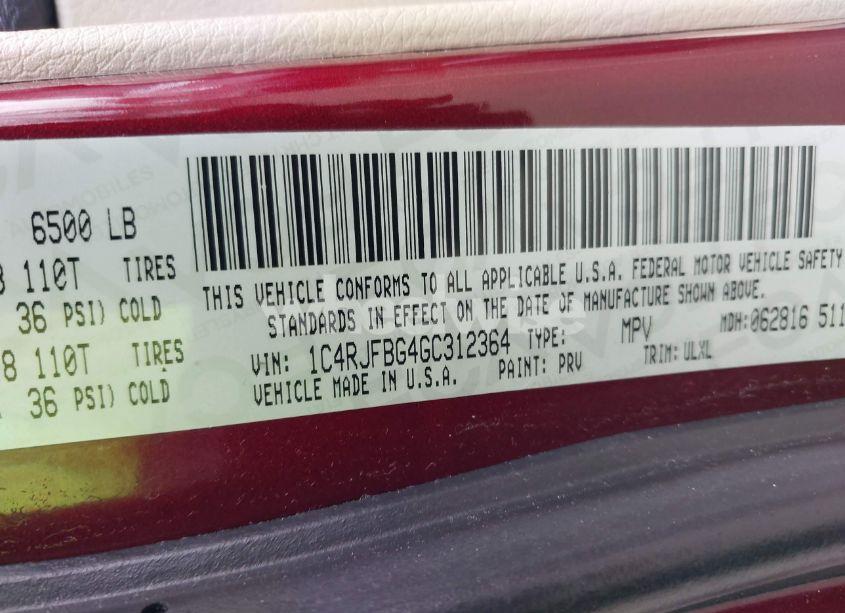 6500 LB
110T TIRES
36 PSI) COLD
8 110T TIRES
36 PSI) COLD
THIS VEHICLE CONFORMS TO ALL APPLICABLE U.S.A. FEDERAL MOTOR VEHICLE SAFETY
STANDARDS IN EFFECT ON THE DATE OF MANUFACTURE SHOWN ABOVE.
VIN: 1C4RJFBG4GC312364 TYPE: MPV MDH:062816 511
VEHICLE MADE IN U.S.A. PAINT: PRV TRIM: ULXL